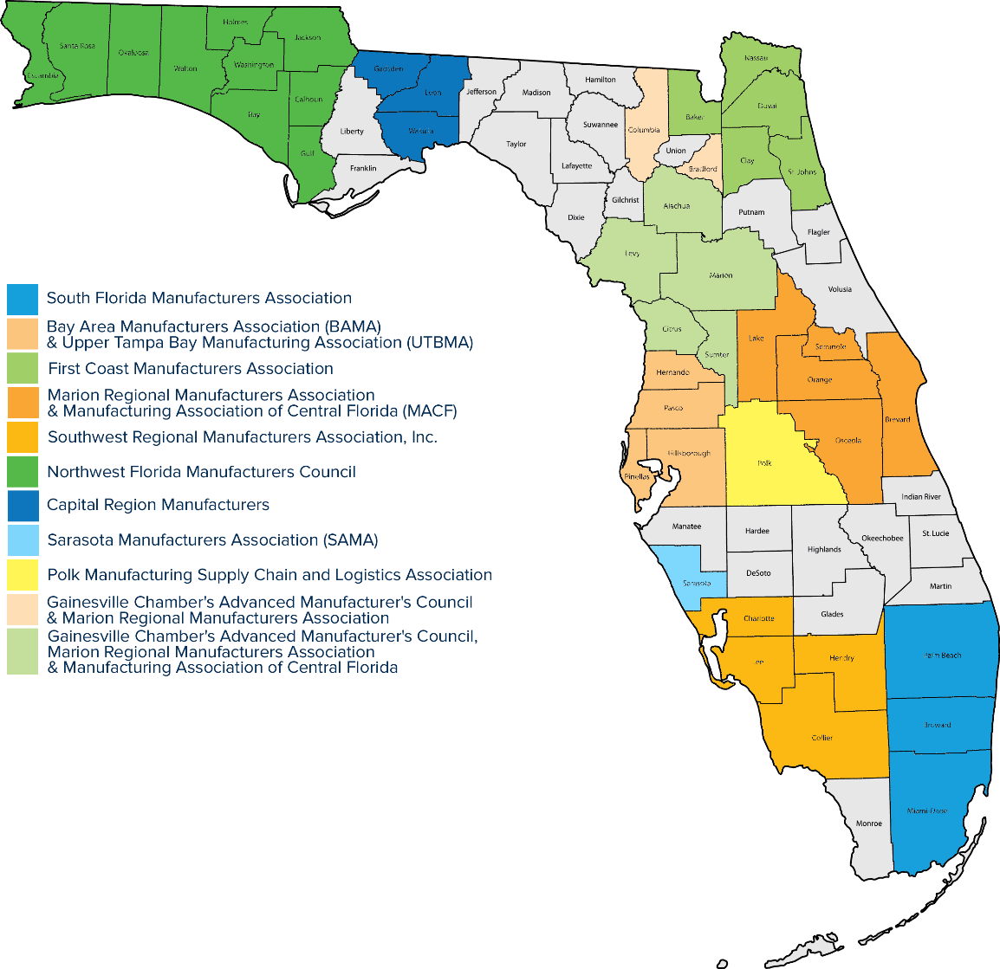 Holmes
Jackson
Santa Rosa
Okaloosa
Walton
Washington
Escambia
Calhoun
Bay
Gulf
Liberty
Franklin
Gadsden
Leon
Wakulla
Jefferson
Madison
Hamilton
Suwannee
Taylor
Lafayette
Dixie
Gilchrist
Columbia
Baker
Nassau
Duval
Union
Bradford
Clay
St. Johns
Alachua
Putnam
Flagler
Levy
Marion
Volusia
Citrus
Sumter
Lake
Seminole
Orange
Hernando
Pasco
Brevard
Osceola
Hillsborough
Pinellas
Polk
Indian River
Manatee
Hardee
Highlands
Okeechobee
St. Lucie
DeSoto
Sarasota
Martin
Glades
Charlotte
Lee
Hendry
Palm Beach
Collier
Broward
Miami-Dade
Monroe
South Florida Manufacturers Association
Bay Area Manufacturers Association (BAMA)
& Upper Tampa Bay Manufacturing Association (UTBMA)
First Coast Manufacturers Association
Marion Regional Manufacturers Association
& Manufacturing Association of Central Florida (MACF)
Southwest Regional Manufacturers Association, Inc.
Northwest Florida Manufacturers Council
Capital Region Manufacturers
Sarasota Manufacturers Association (SAMA)
Polk Manufacturing Supply Chain and Logistics Association
Gainesville Chamber's Advanced Manufacturer's Council
& Marion Regional Manufacturers Association
Gainesville Chamber's Advanced Manufacturer's Council,
Marion Regional Manufacturers Association
& Manufacturing Association of Central Florida